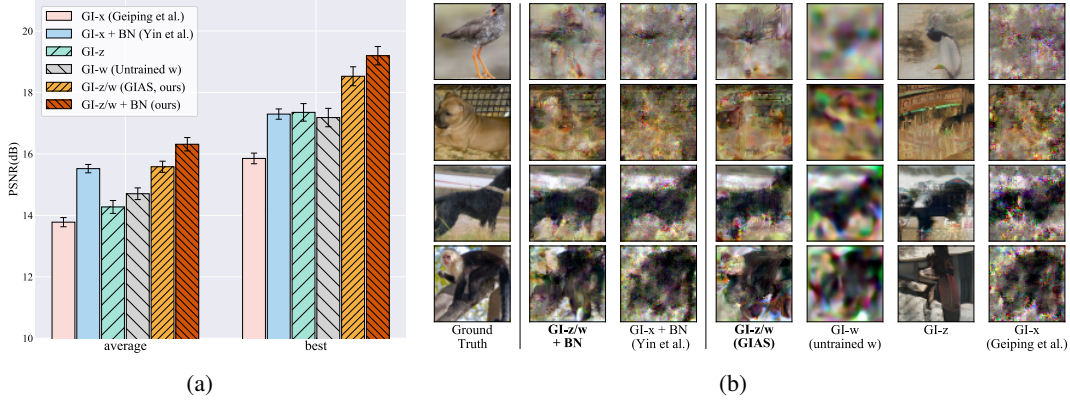 20
18
16
14
12
10
PSNR(dB)
GI-x (Geiping et al.)
GI-x + BN (Yin et al.)
GI-z
GI-w (Untrained w)
GI-z/w (GIAS, ours)
GI-z/w + BN (ours)
average
best
(a)
Ground
Truth
GI-z/w
+ BN
GI-x + BN
(Yin et al.)
GI-z/w
(GIAS)
GI-w
(untrained w)
GI-z
GI-x
(Geiping et al.)
(b)